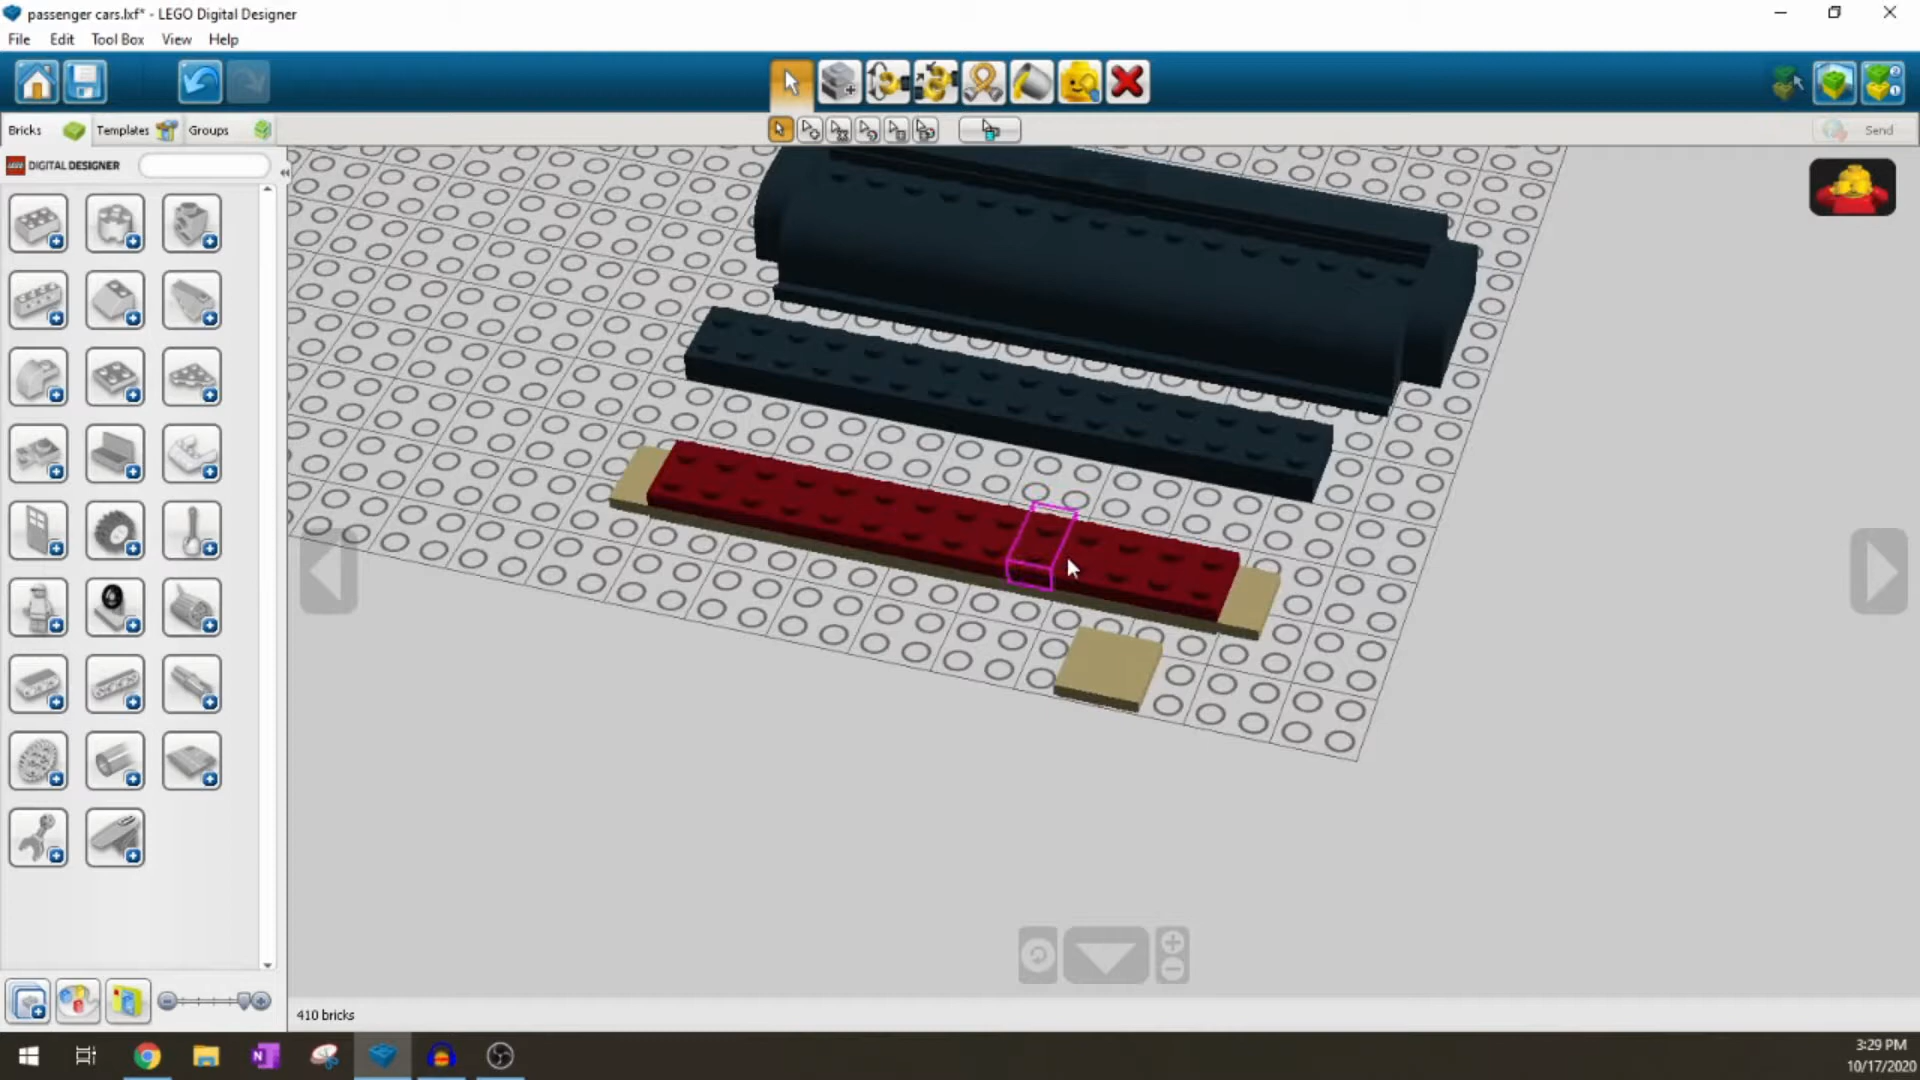 passenger cars.lxf* - LEGO Digital Designer
File Edit Tool Box View Help
Bricks Templates Groups
Send
LEGO DIGITAL DESIGNER
410 bricks
3:29 PM
10/17/2020